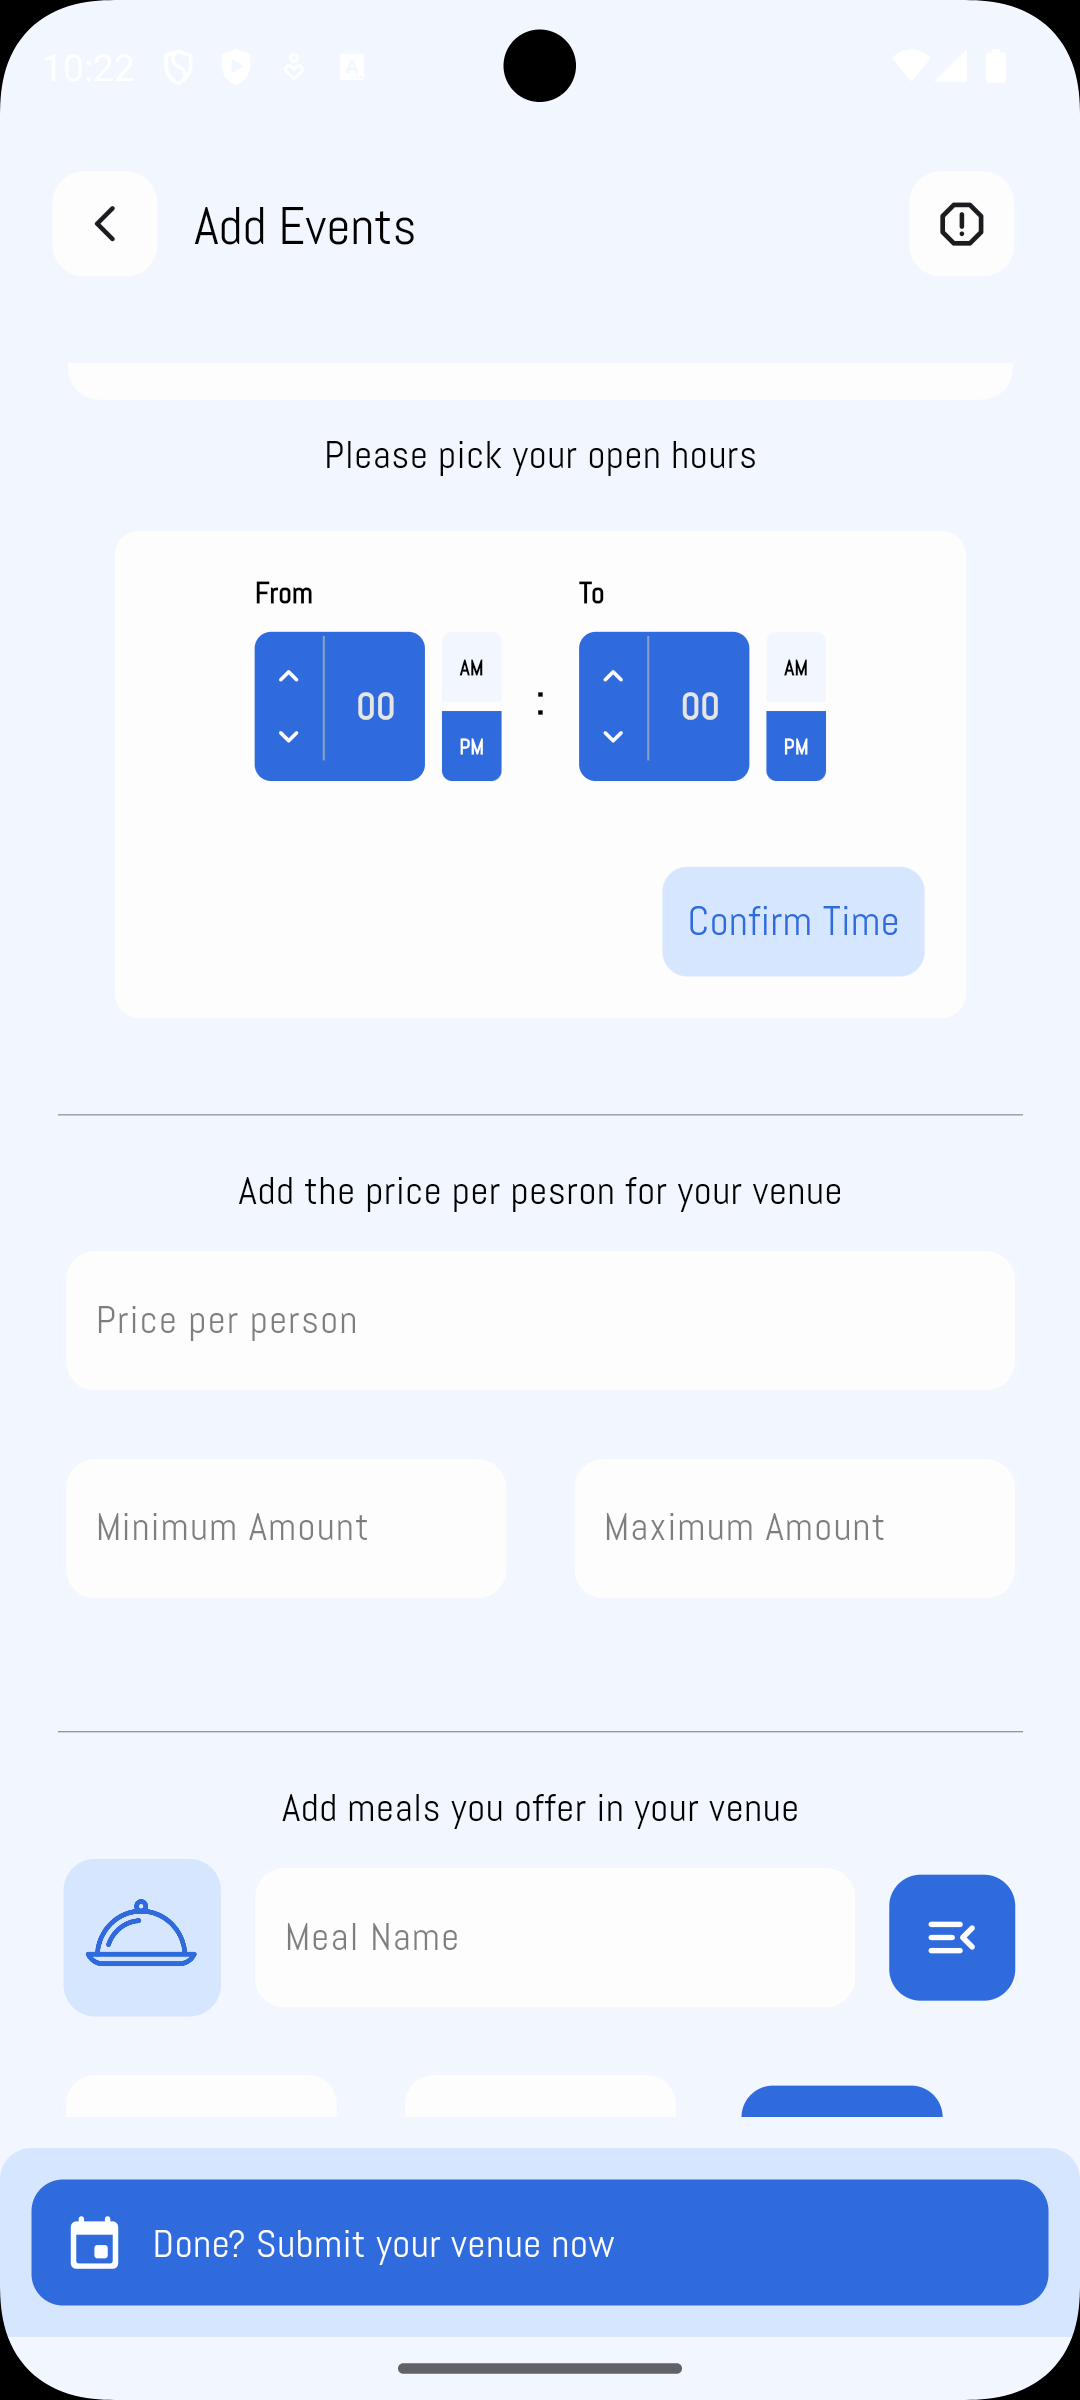 10:22
Add Events
Please pick your open hours
From To
00 AM : 00 AM
PM PM
Confirm Time
Add the price per pesron for your venue
Price per person
Minimum Amount Maximum Amount
Add meals you offer in your venue
Meal Name
Done? Submit your venue now